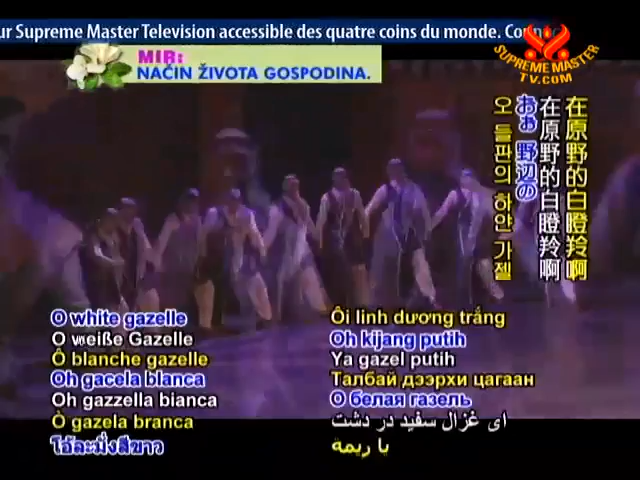 ur Supreme Master Television accessible des quatre coins du monde. Con
SUPREME MASTER
TV.COM
MIR:
NAČIN ŽIVOTA GOSPODINA.
在原野的白瞪羚啊
在原野的白瞪羚啊
おぉ 野辺の
오 들판의 하얀 가젤
O white gazelle
O weiße Gazelle
Ô blanche gazelle
Oh gacela blanca
Oh gazzella bianca
Ò gazela branca
โอ้ละมั่งสีขาว
Ôi linh dương trắng
Oh kijang putih
Ya gazel putih
Талбай дээрхи цагаан
О белая газель
ای غزال سفید در دشت
يا ريمة